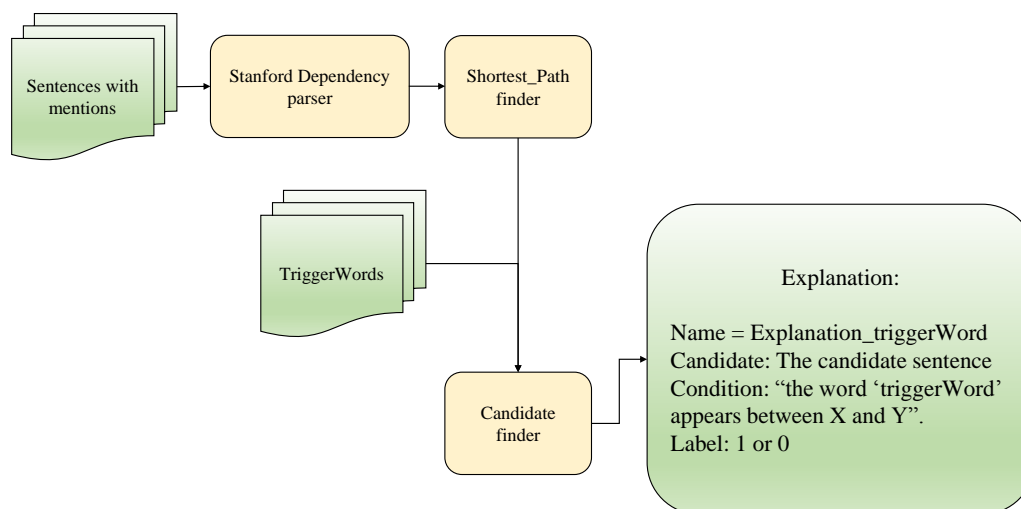 Sentences with
mentions
Stanford Dependency
parser
Shortest_Path
finder
TriggerWords
Candidate
finder
Explanation:
Name = Explanation_triggerWord
Candidate: The candidate sentence
Condition: “the word ‘triggerWord’
appears between X and Y”.
Label: 1 or 0